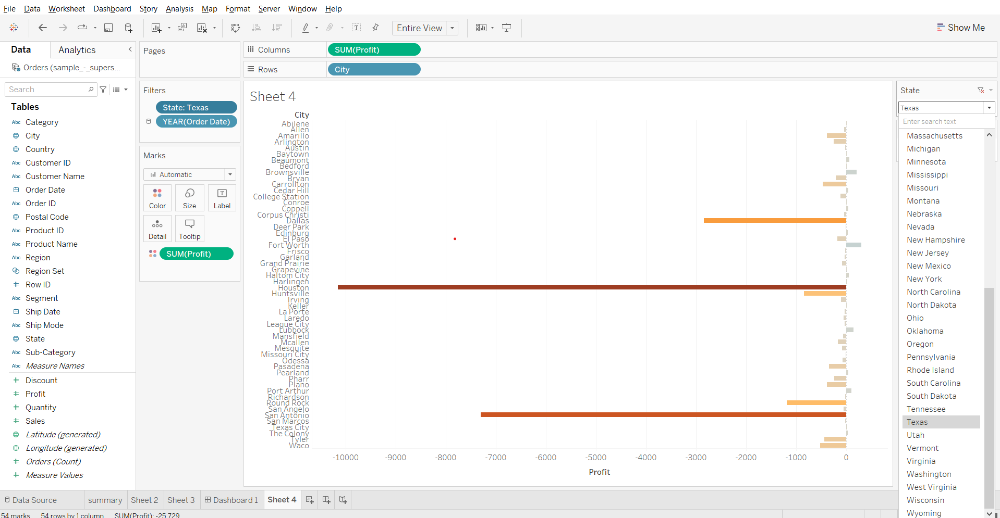 File Data Worksheet Dashboard Story Analysis Map Format Server Window Help
Entire View
Show Me
Data Analytics
Orders (sample_-_supers...
Search
Tables
Abc Category
City
Country
Abc Customer ID
Abc Customer Name
Order Date
Abc Order ID
Postal Code
Abc Product ID
Abc Product Name
Abc Region
Region Set
# Row ID
Abc Segment
Ship Date
Abc Ship Mode
State
Abc Sub-Category
Abc Measure Names
# Discount
# Profit
# Quantity
# Sales
Latitude (generated)
Longitude (generated)
# Orders (Count)
# Measure Values
Pages
Filters
State: Texas
YEAR(Order Date)
Marks
Automatic
Color Size Label
Detail Tooltip
SUM(Profit)
Columns SUM(Profit)
Rows City
Sheet 4
City
Abilene
Allen
Amarillo
Arlington
Austin
Baytown
Beaumont
Bedford
Brownsville
Bryan
Carrollton
Cedar Hill
College Station
Conroe
Coppell
Corpus Christi
Dallas
Deer Park
Edinburg
El Paso
Fort Worth
Frisco
Garland
Grand Prairie
Grapevine
Haltom City
Harlingen
Houston
Huntsville
Irving
Keller
La Porte
Laredo
League City
Lubbock
Mansfield
Mcallen
Mesquite
Missouri City
Odessa
Pasadena
Pearland
Pharr
Plano
Port Arthur
Richardson
Round Rock
San Angelo
San Antonio
San Marcos
Texas City
The Colony
Tyler
Waco
-10000 -9000 -8000 -7000 -6000 -5000 -4000 -3000 -2000 -1000 0
Profit
State
Texas
Enter search text
Massachusetts
Michigan
Minnesota
Mississippi
Missouri
Montana
Nebraska
Nevada
New Hampshire
New Jersey
New Mexico
New York
North Carolina
North Dakota
Ohio
Oklahoma
Oregon
Pennsylvania
Rhode Island
South Carolina
South Dakota
Tennessee
Texas
Utah
Vermont
Virginia
Washington
West Virginia
Wisconsin
Wyoming
Data Source summary Sheet 2 Sheet 3 Dashboard 1 Sheet 4
54 marks 54 rows by 1 column SUM(Profit): -25,729